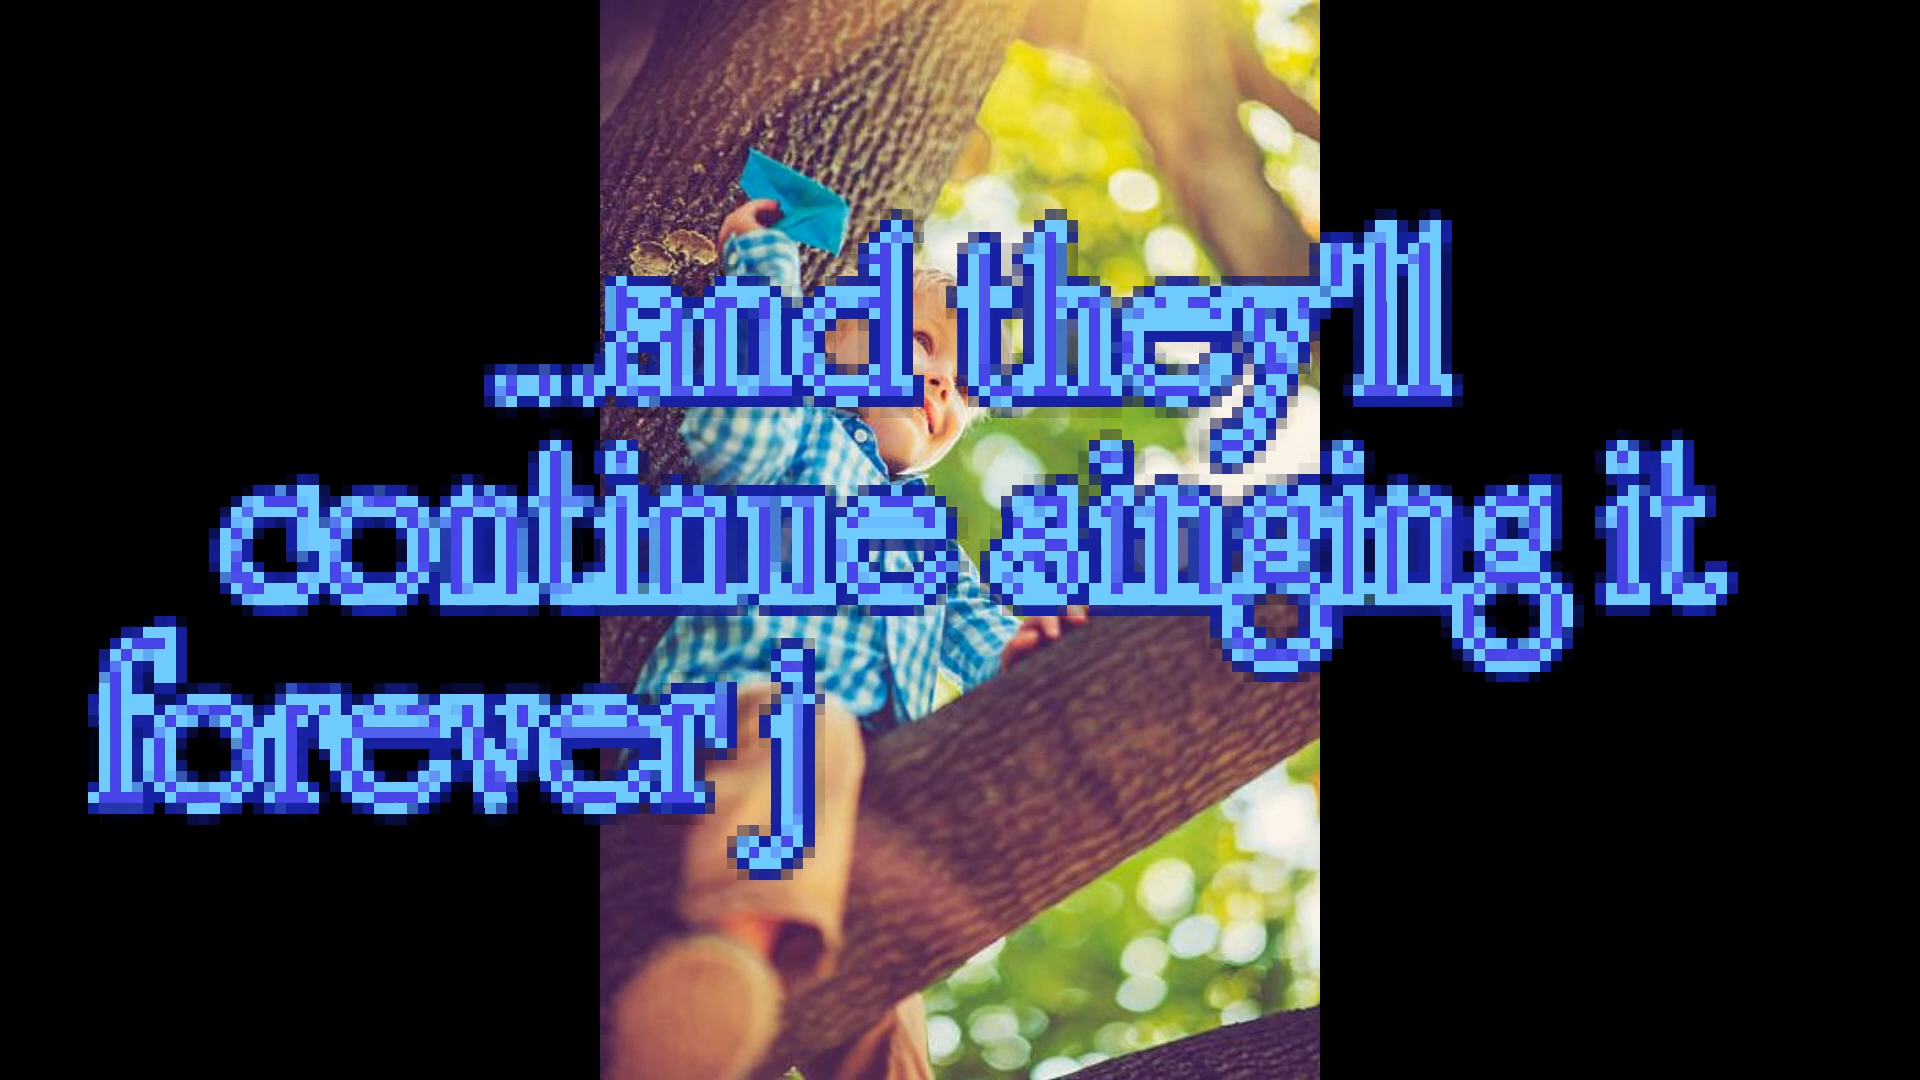 ...and they'll
continue singing it
forever j